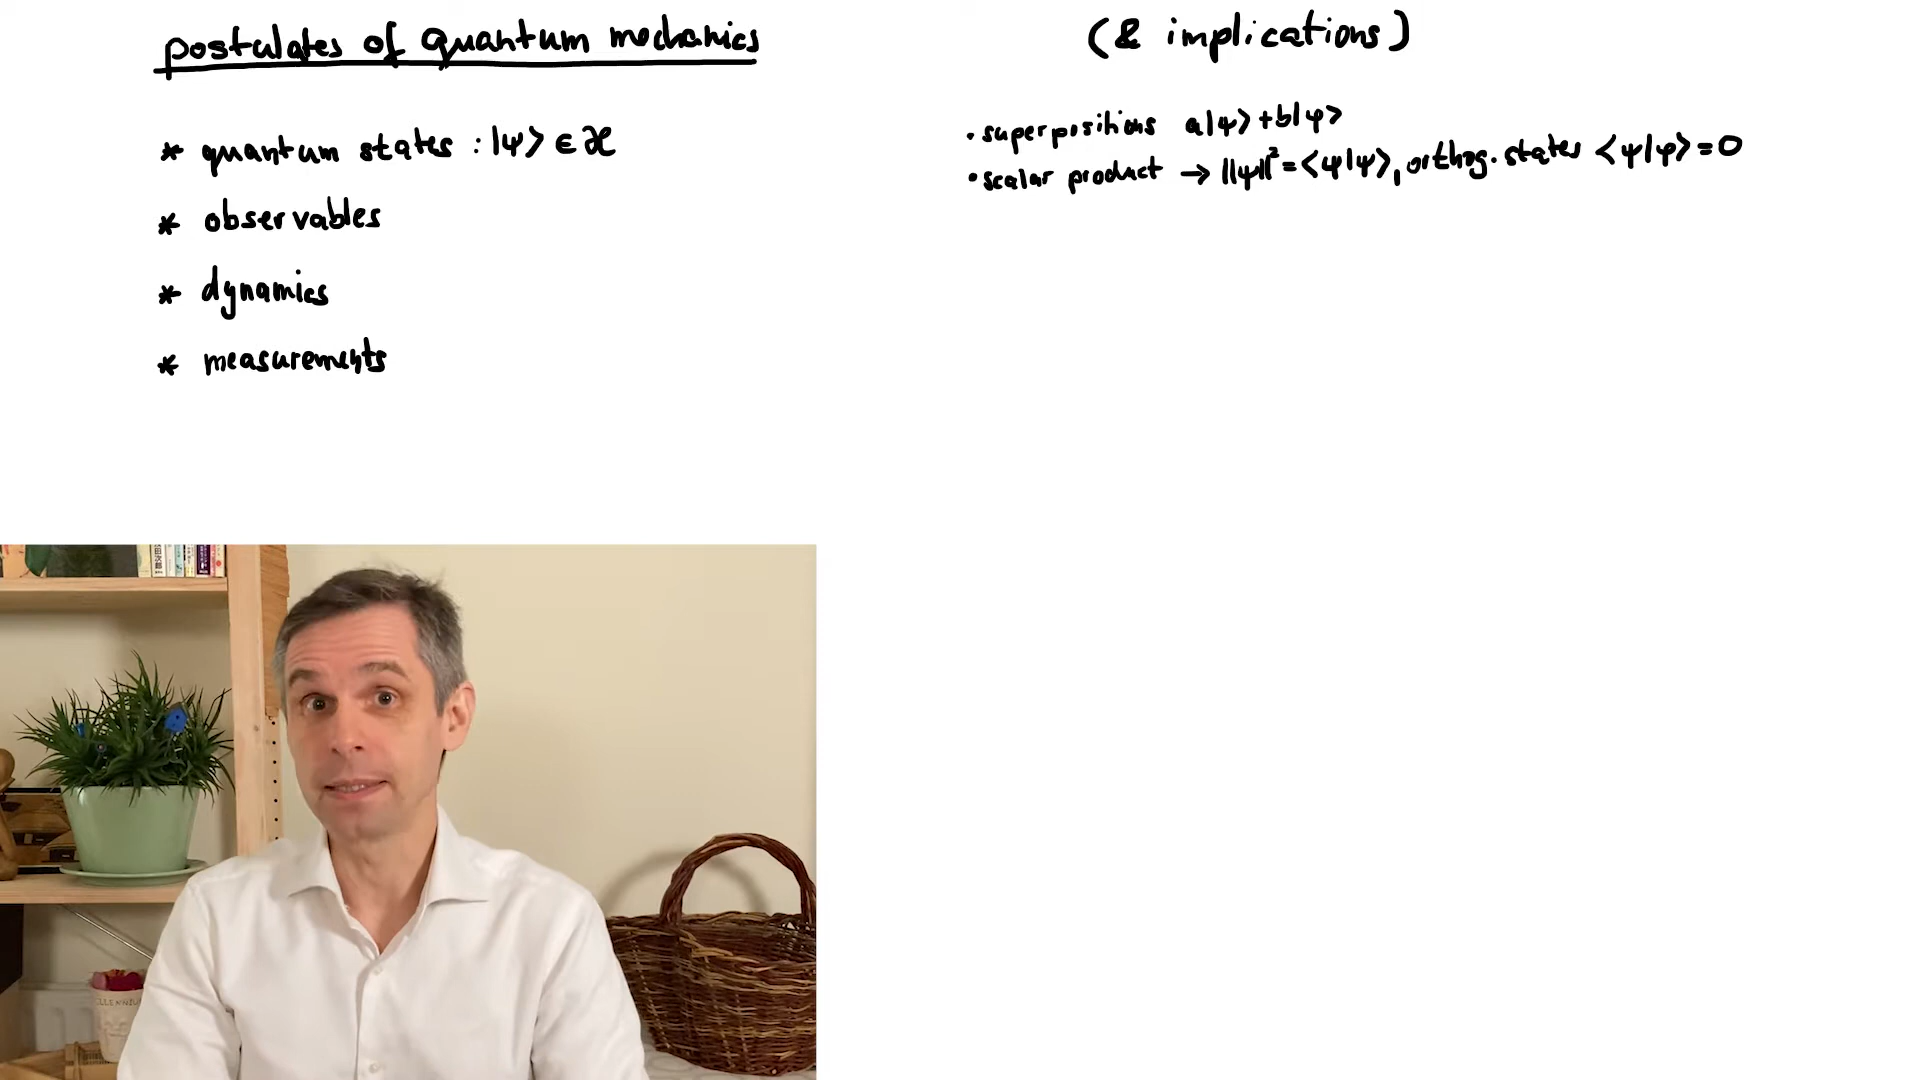 postulates of quantum mechanics
* quantum states : |ψ⟩ ∈ ℋ
* observables
* dynamics
* measurements
(& implications)
• superpositions a|ψ⟩ + b|φ⟩
• scalar product → ||ψ||² = ⟨ψ|ψ⟩, orthog. states ⟨ψ|φ⟩ = 0